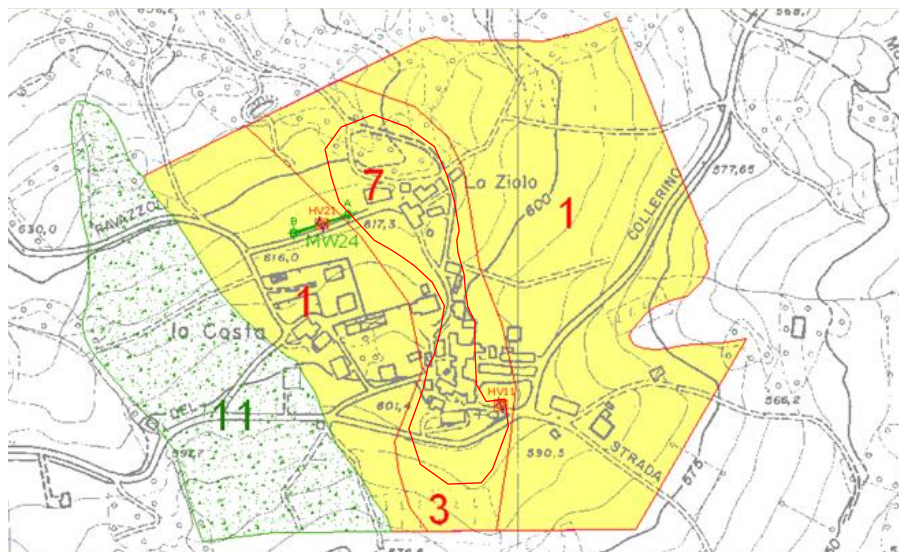 577,65
COLLERINO
7
La Ziolo
1
600
RAVAZZO
630,0
HV21
A
B
MW24
617,3
616,0
1
la Costa
11
601,4
HV11
566,2
590,5
STRADA
575
3